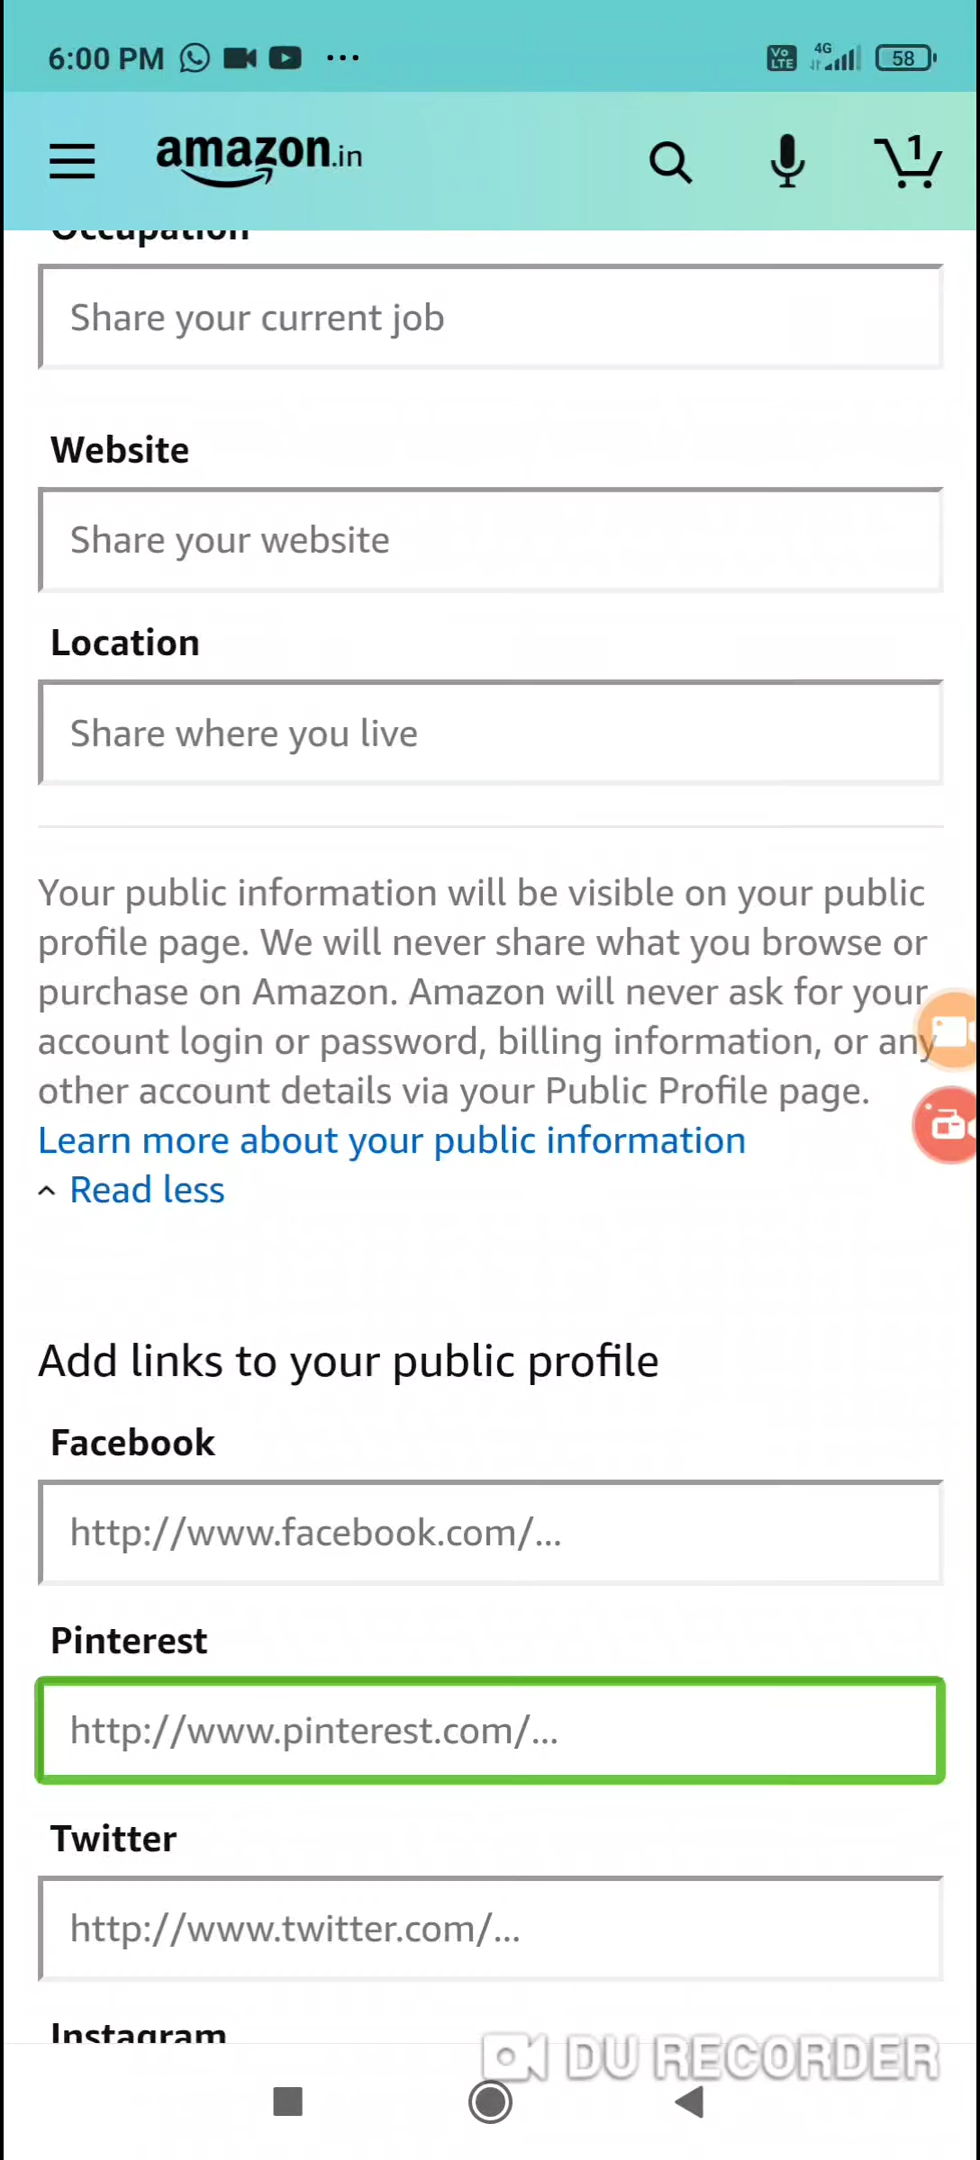 6:00 PM ... Vo LTE 4G 58
amazon.in 1
Occupation
Share your current job
Website
Share your website
Location
Share where you live
Your public information will be visible on your public
profile page. We will never share what you browse or
purchase on Amazon. Amazon will never ask for your
account login or password, billing information, or any
other account details via your Public Profile page.
Learn more about your public information
Read less
Add links to your public profile
Facebook
http://www.facebook.com/...
Pinterest
http://www.pinterest.com/...
Twitter
http://www.twitter.com/...
Instagram
DU RECORDER